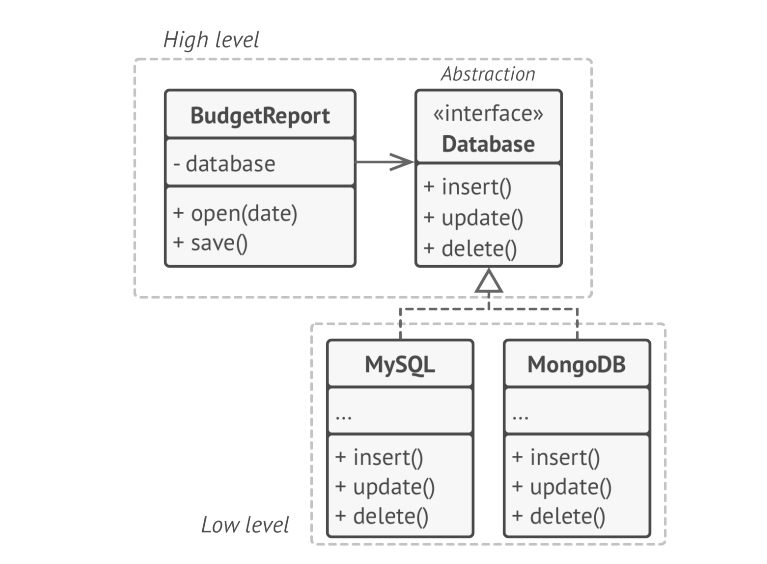 High level
Abstraction
BudgetReport
- database
+ open(date)
+ save()
«interface»
Database
+ insert()
+ update()
+ delete()
MySQL
...
+ insert()
+ update()
+ delete()
MongoDB
...
+ insert()
+ update()
+ delete()
Low level